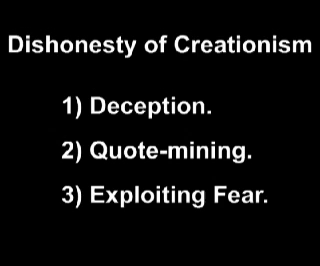 Dishonesty of Creationism
1) Deception.
2) Quote-mining.
3) Exploiting Fear.